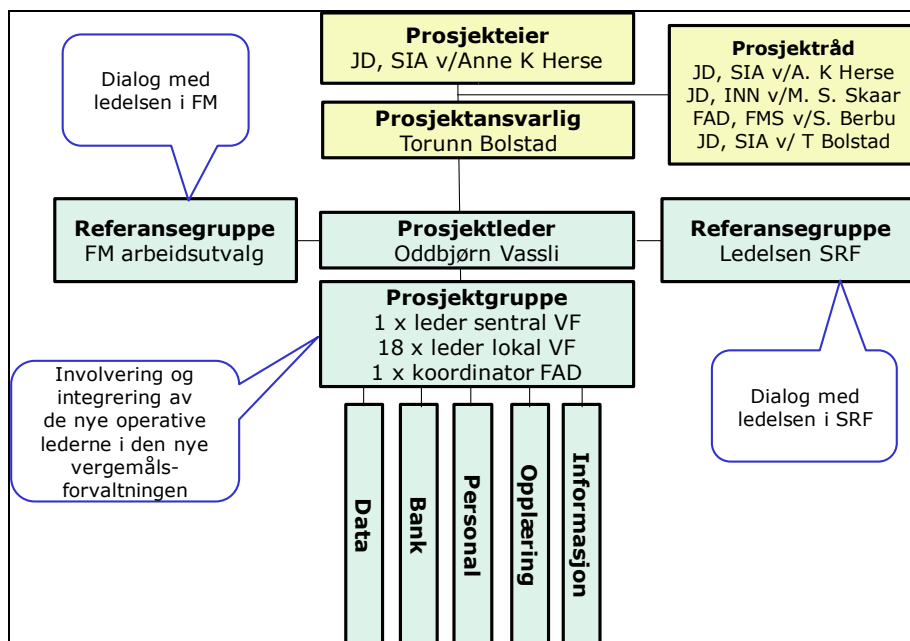 Prosjekteier
JD, SIA v/Anne K Herse
Prosjektråd
JD, SIA v/A. K Herse
JD, INN v/M. S. Skaar
FAD, FMS v/S. Berbu
JD, SIA v/ T Bolstad
Dialog med
ledelsen i FM
Prosjektansvarlig
Torunn Bolstad
Referansegruppe
FM arbeidsutvalg
Prosjektleder
Oddbjørn Vassli
Referansegruppe
Ledelsen SRF
Prosjektgruppe
1 x leder sentral VF
18 x leder lokal VF
1 x koordinator FAD
Involvering og
integrering av
de nye operative
lederne i den nye
vergemåls-
forvaltningen
Dialog med
ledelsen i SRF
Data
Bank
Personal
Opplæring
Informasjon